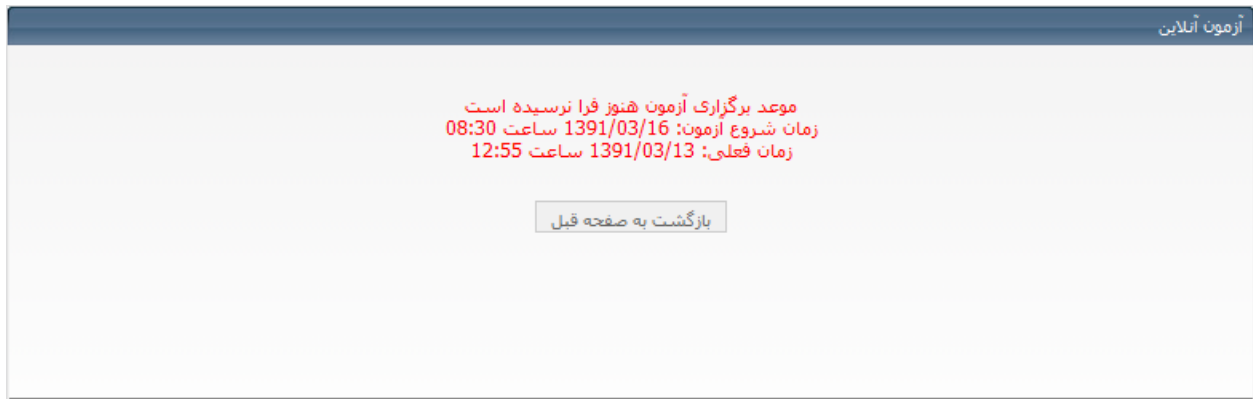 آزمون آنلاین
موعد برگزاری آزمون هنوز فرا نرسیده است
زمان شروع آزمون: 1391/03/16 ساعت 08:30
زمان فعلی: 1391/03/13 ساعت 12:55
بازگشت به صفحه قبل